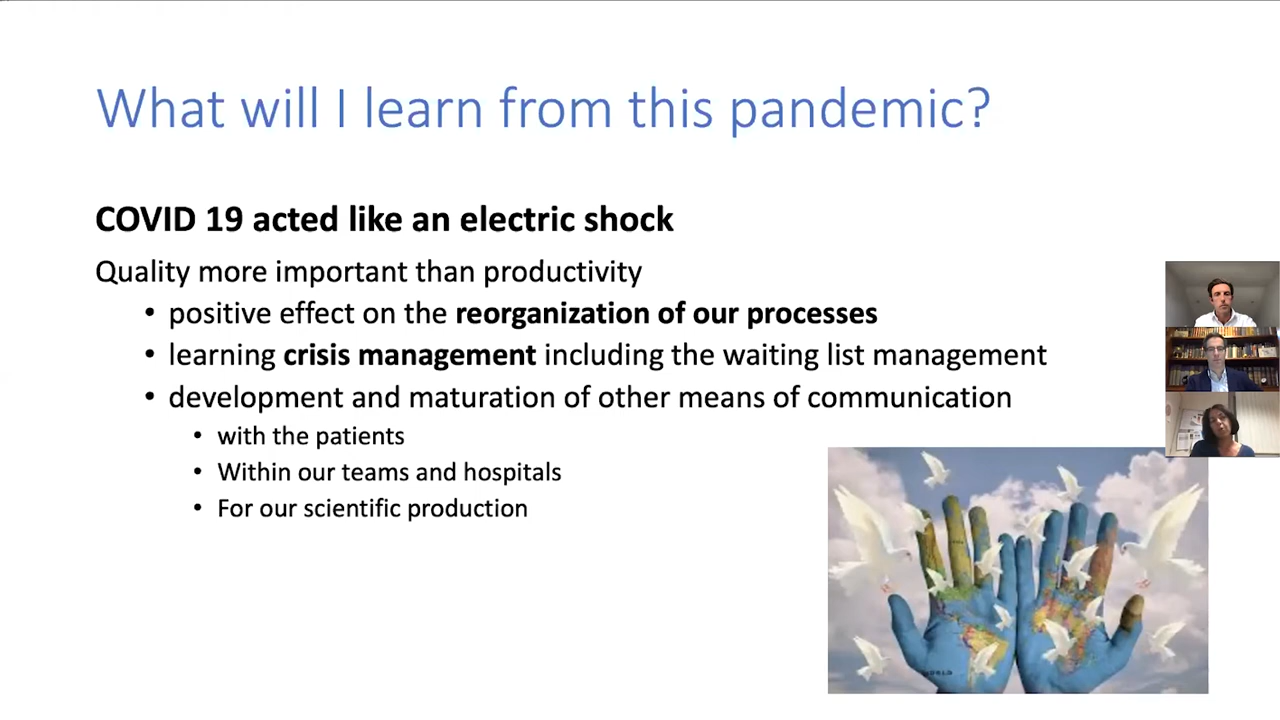 What will I learn from this pandemic?
COVID 19 acted like an electric shock
Quality more important than productivity
• positive effect on the reorganization of our processes
• learning crisis management including the waiting list management
• development and maturation of other means of communication
• with the patients
• Within our teams and hospitals
• For our scientific production